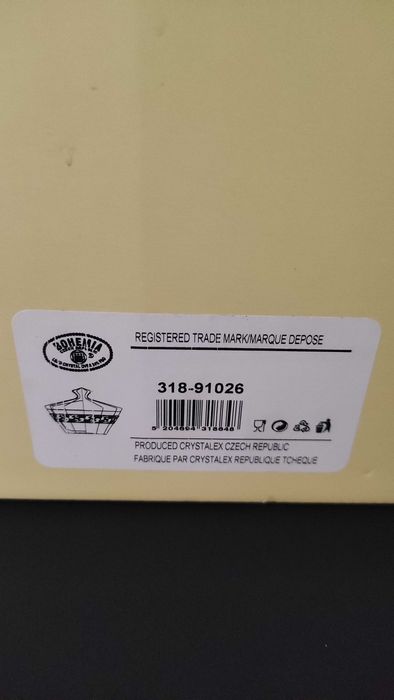 BOHEMIA
REGISTERED TRADE MARK/MARQUE DEPOSE
318-91026
PRODUCED CRYSTALEX CZECH REPUBLIC
FABRIQUE PAR CRYSTALEX REPUBLIQUE TCHEQUE